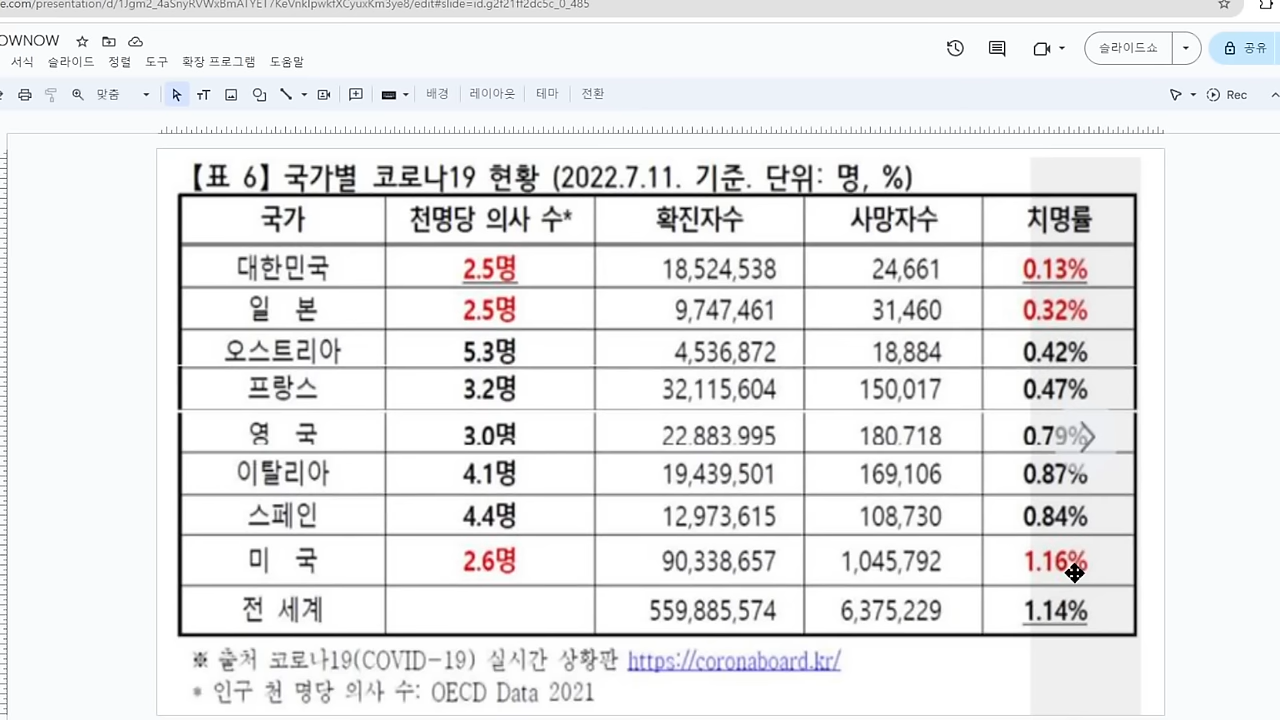 OWNOW
서식 슬라이드 정렬 도구 확장 프로그램 도움말
슬라이드쇼 공유
맞춤 배경 레이아웃 테마 전환 Rec
【표 6】 국가별 코로나19 현황 (2022.7.11. 기준. 단위: 명, %)
국가 천명당 의사 수* 확진자수 사망자수 치명률
대한민국 2.5명 18,524,538 24,661 0.13%
일 본 2.5명 9,747,461 31,460 0.32%
오스트리아 5.3명 4,536,872 18,884 0.42%
프랑스 3.2명 32,115,604 150,017 0.47%
영 국 3.0명 22,883,995 180,718 0.79%
이탈리아 4.1명 19,439,501 169,106 0.87%
스페인 4.4명 12,973,615 108,730 0.84%
미 국 2.6명 90,338,657 1,045,792 1.16%
전 세계 559,885,574 6,375,229 1.14%
※ 출처 코로나19(COVID-19) 실시간 상황판 https://coronaboard.kr/
* 인구 천 명당 의사 수: OECD Data 2021